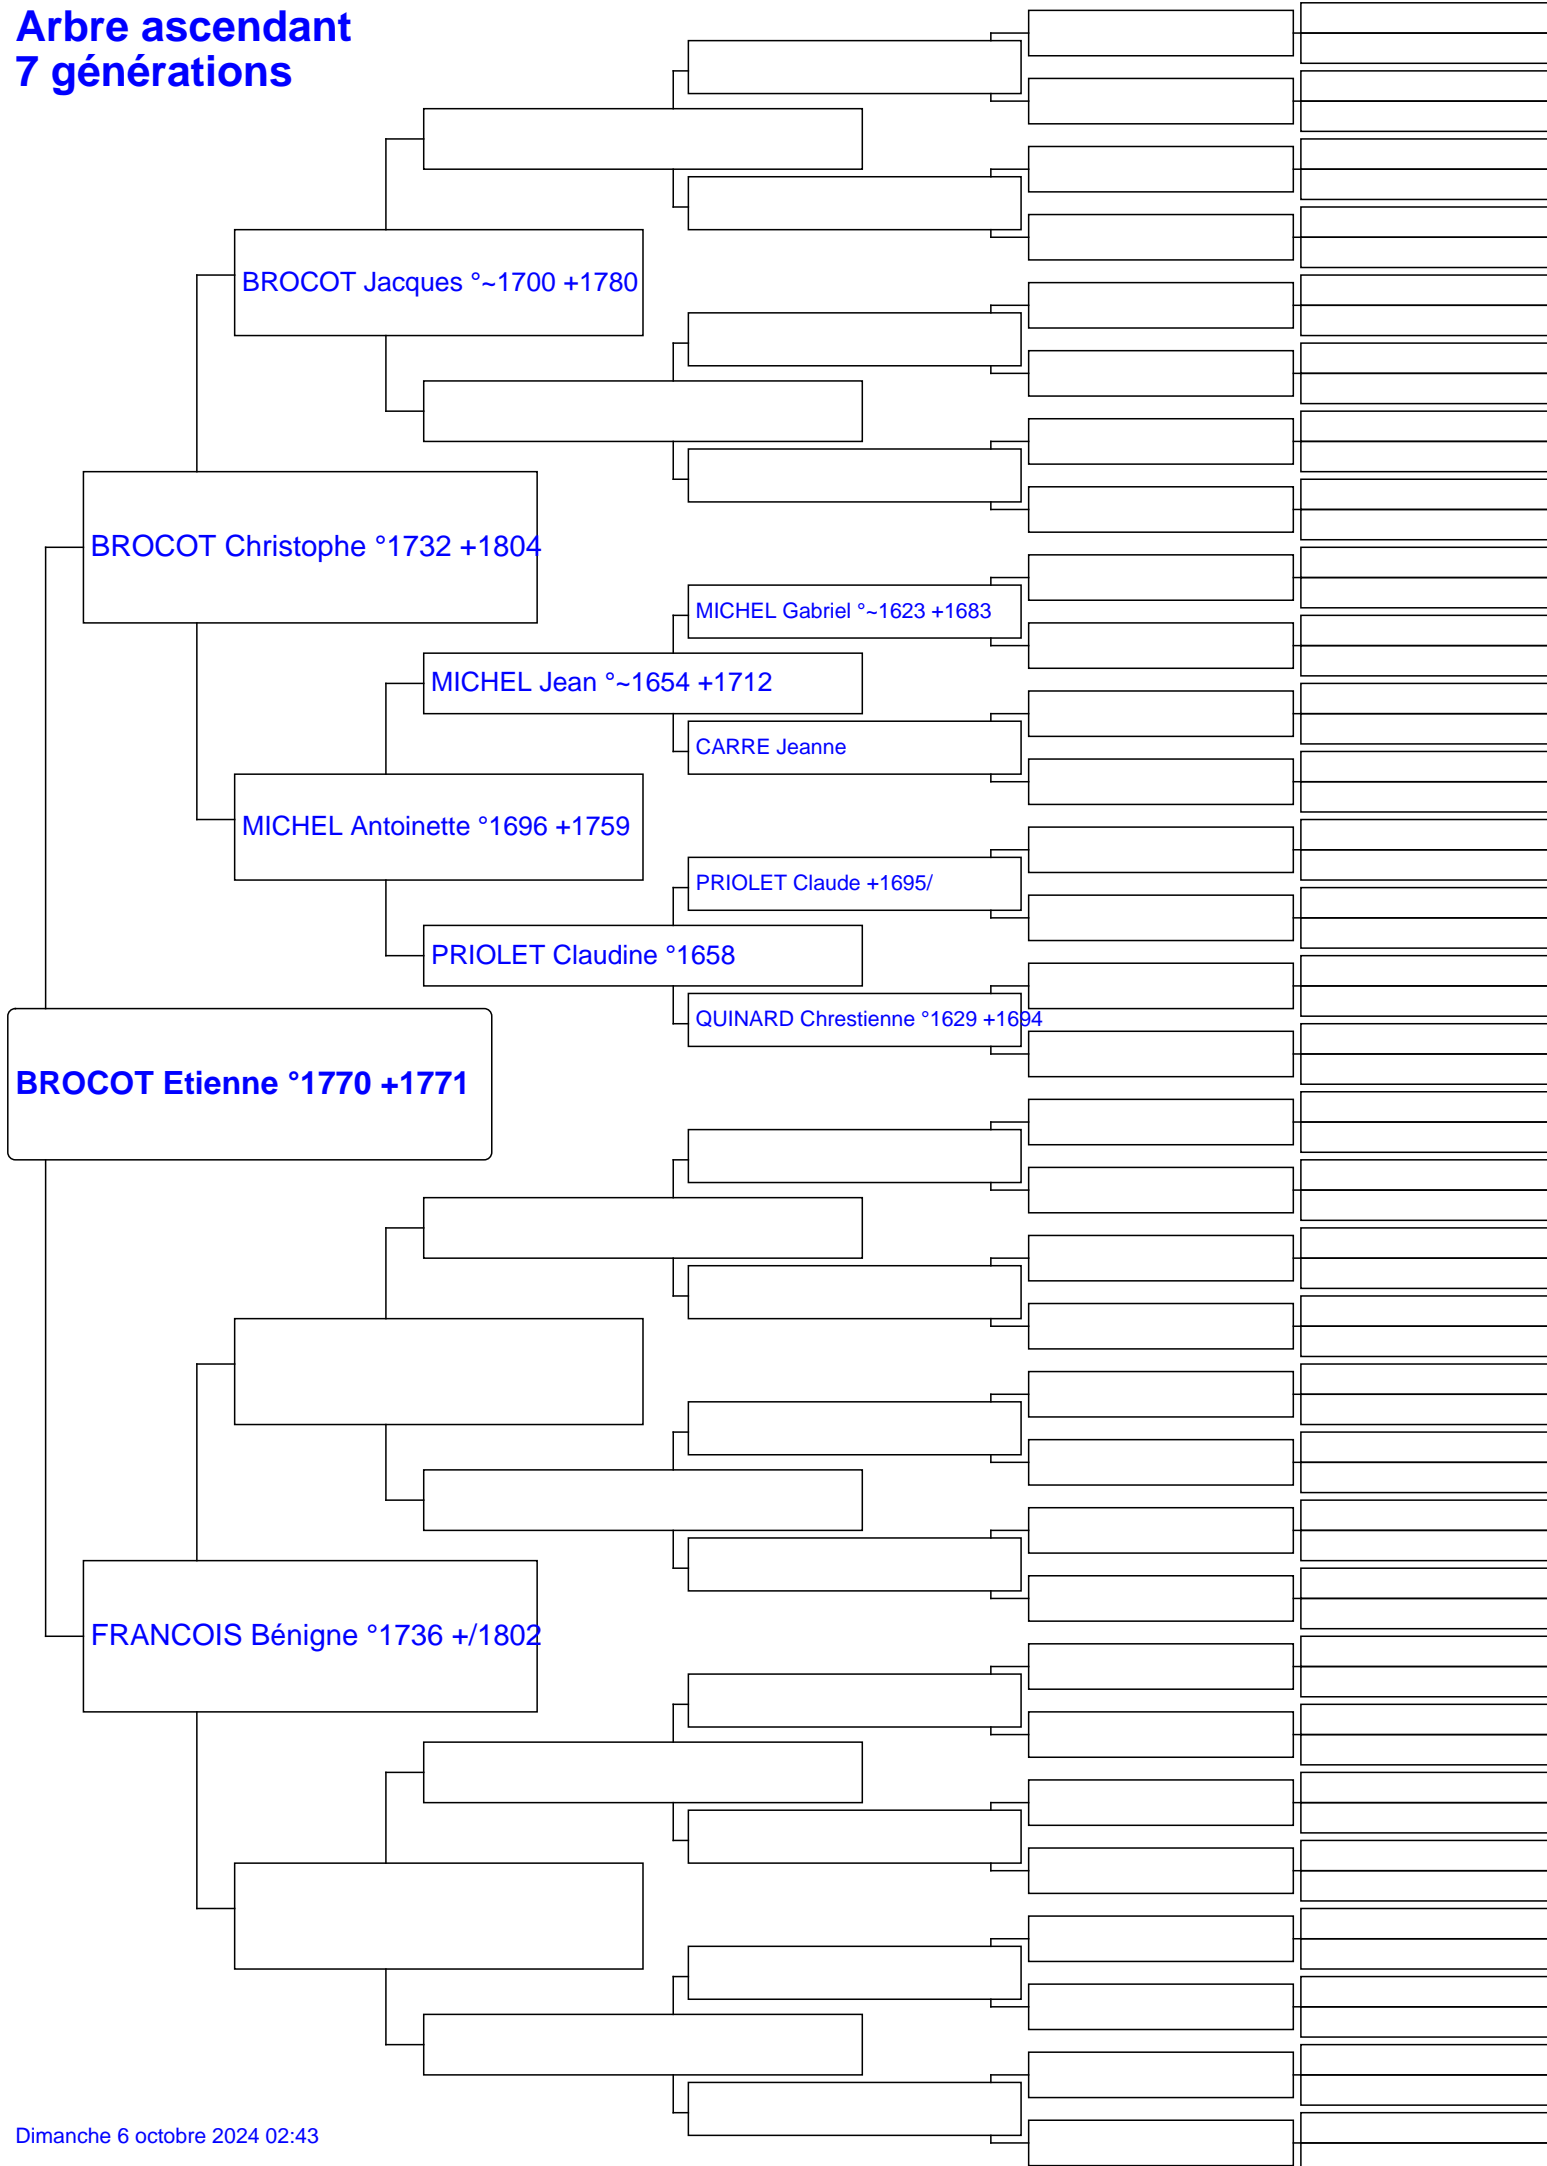 Arbre ascendant
7 générations
BROCOT Jacques °~1700 +1780
BROCOT Christophe °1732 +1804
MICHEL Gabriel °~1623 +1683
MICHEL Jean °~1654 +1712
CARRE Jeanne
MICHEL Antoinette °1696 +1759
PRIOLET Claude +1695/
PRIOLET Claudine °1658
QUINARD Chrestienne °1629 +1694
BROCOT Etienne °1770 +1771
FRANCOIS Bénigne °1736 +/1802
Dimanche 6 octobre 2024 02:43